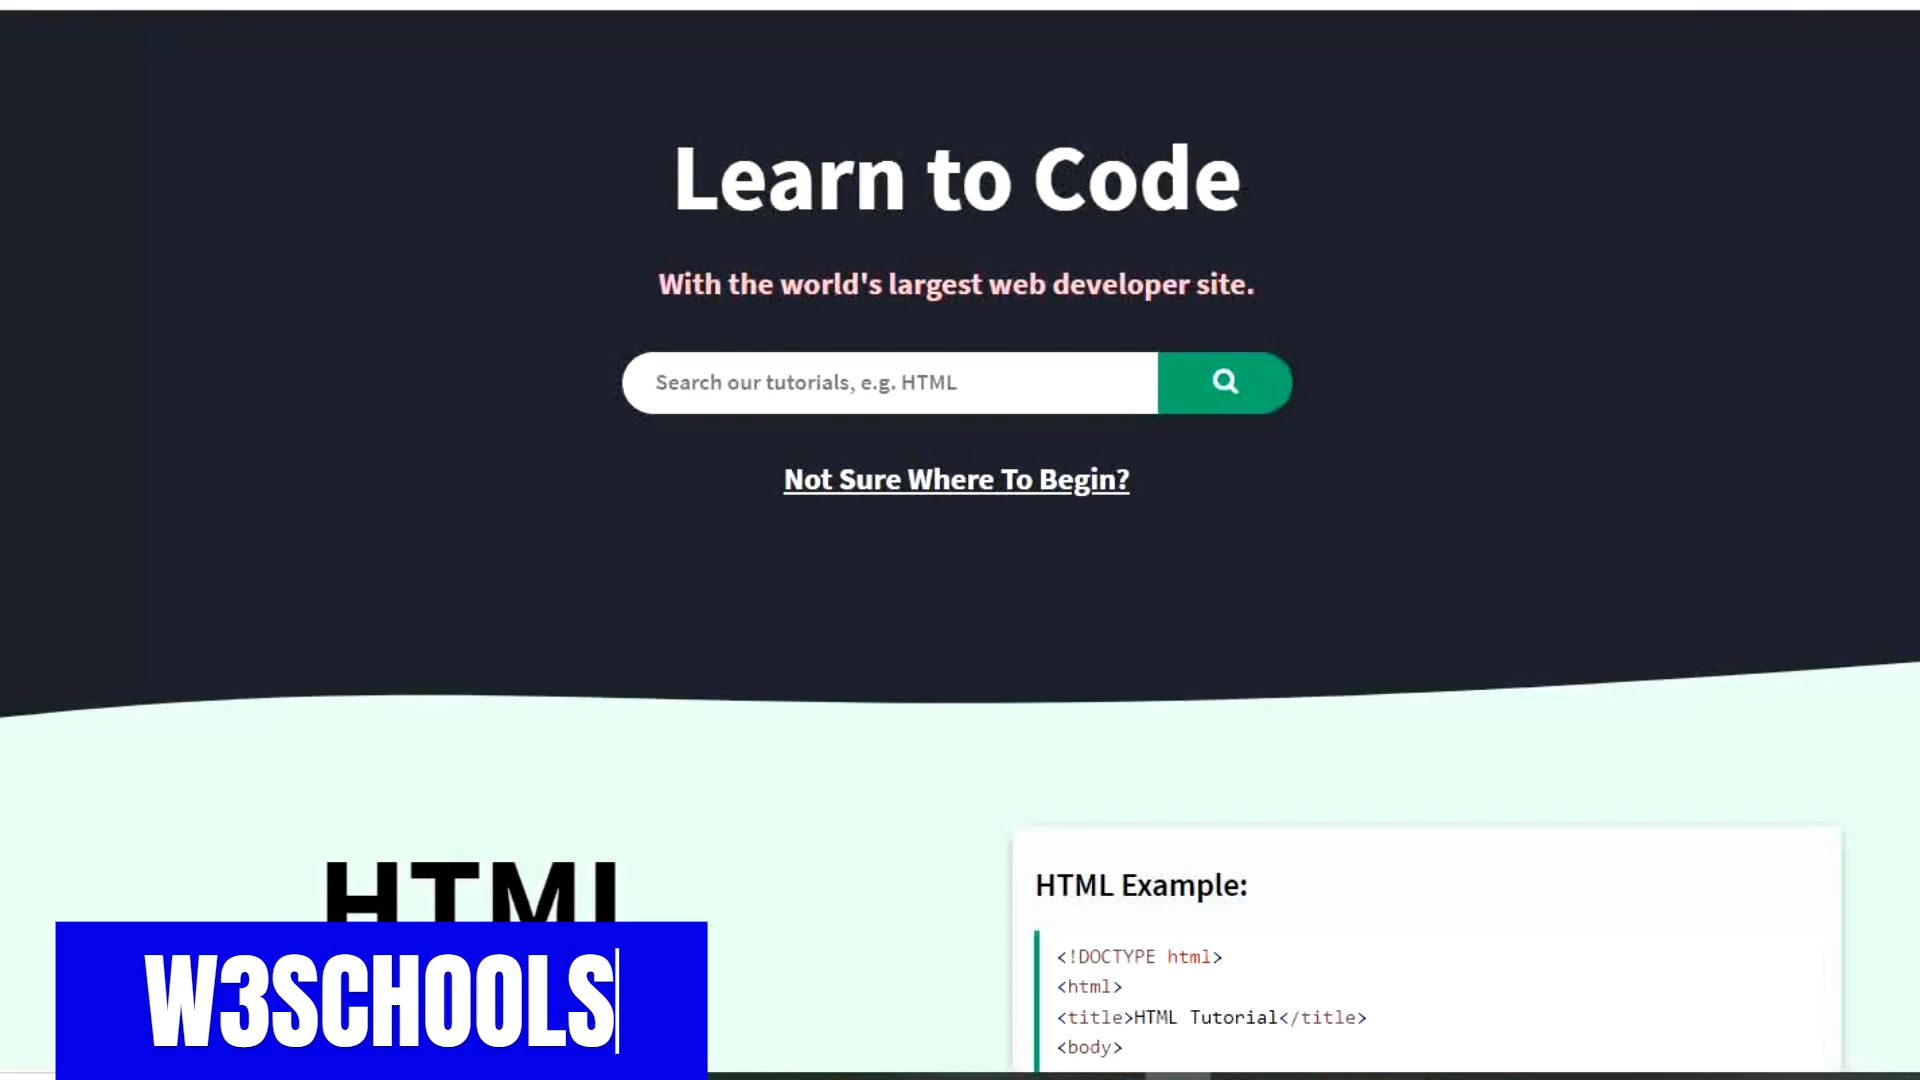 Learn to Code
With the world's largest web developer site.
Search our tutorials, e.g. HTML
Not Sure Where To Begin?
HTML
W3SCHOOLS
HTML Example:
<!DOCTYPE html>
<html>
<title>HTML Tutorial</title>
<body>